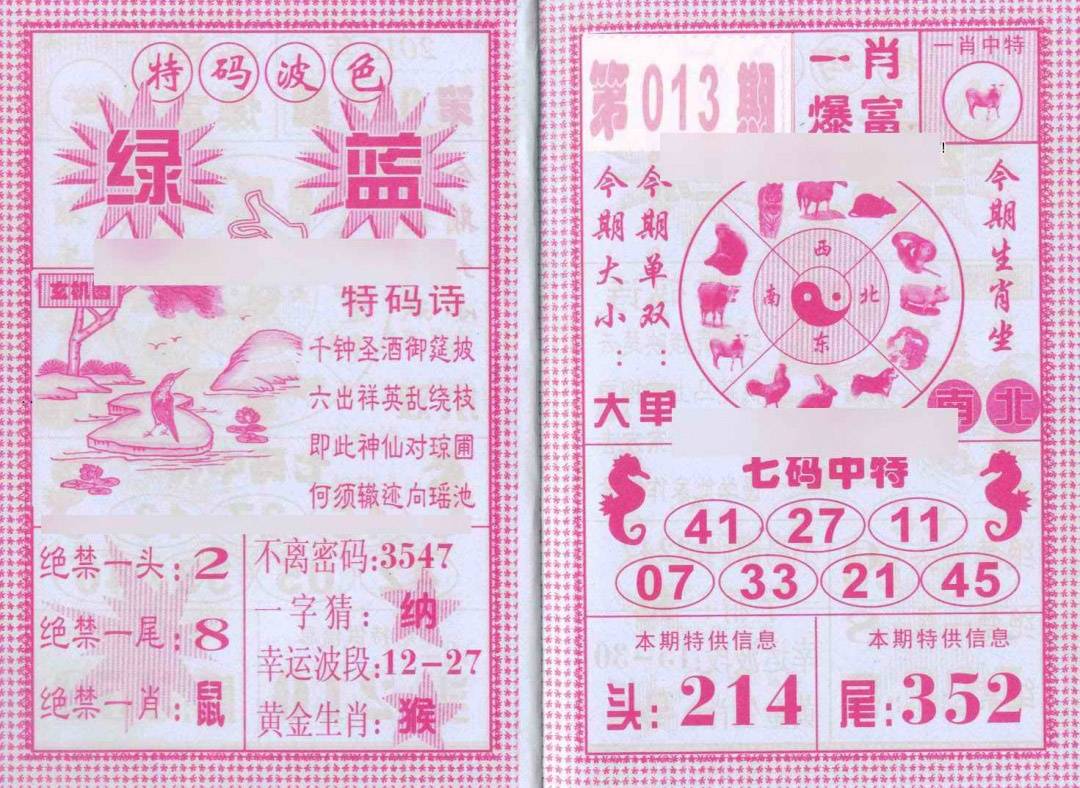 特码波色
绿 蓝
特码诗
千钟圣酒御筵披
六出祥英乱绕枝
即此神仙对琼圃
何须辙迹向瑶池
绝禁一头:2
绝禁一尾:8
绝禁一肖:鼠
不离密码:3547
一字猜:纳
幸运波段:12-27
黄金生肖:猴
第013期
一肖
爆富
一肖中特
!
今期大小:大
今期单双:单
西
南 北
东
今期生肖坐
南北
七码中特
41 27 11
07 33 21 45
本期特供信息
头:214
本期特供信息
尾:352